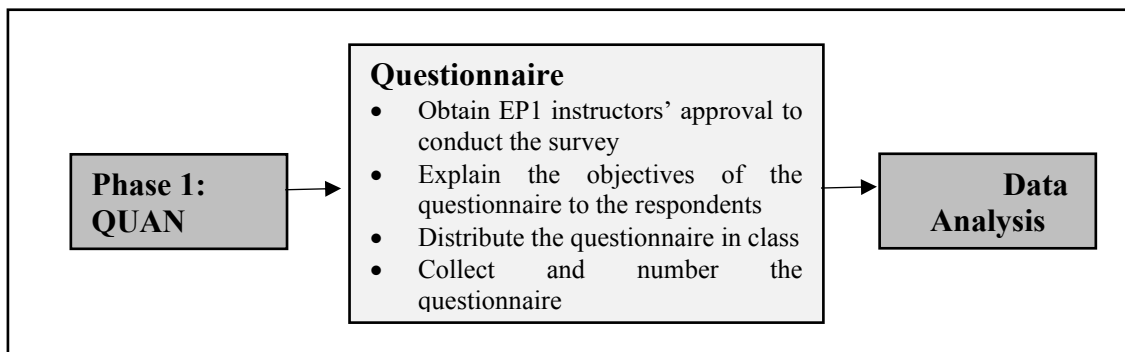 Questionnaire
• Obtain EP1 instructors’ approval to
conduct the survey
• Explain the objectives of the
questionnaire to the respondents
• Distribute the questionnaire in class
• Collect and number the
questionnaire
Phase 1:
QUAN
Data
Analysis